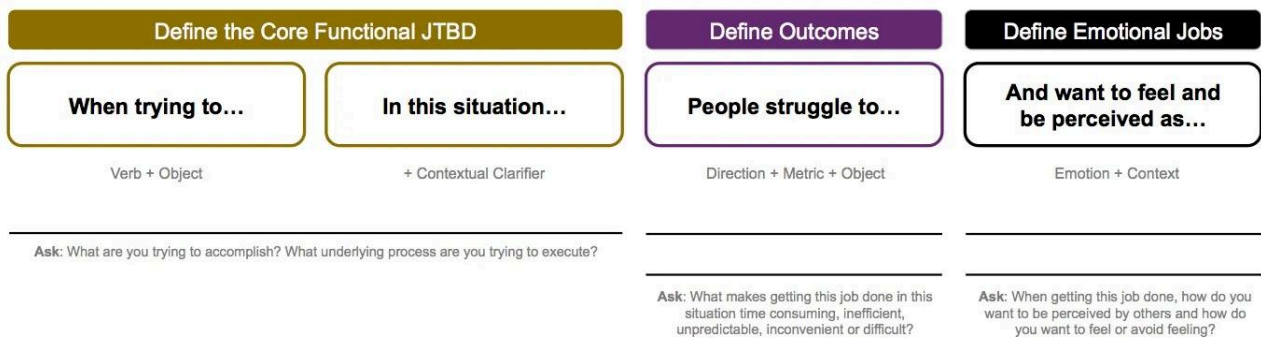 Define the Core Functional JTBD
When trying to…
In this situation…
Verb + Object
+ Contextual Clarifier
Ask: What are you trying to accomplish? What underlying process are you trying to execute?
Define Outcomes
People struggle to…
Direction + Metric + Object
Ask: What makes getting this job done in this
situation time consuming, inefficient,
unpredictable, inconvenient or difficult?
Define Emotional Jobs
And want to feel and
be perceived as…
Emotion + Context
Ask: When getting this job done, how do you
want to be perceived by others and how do
you want to feel or avoid feeling?